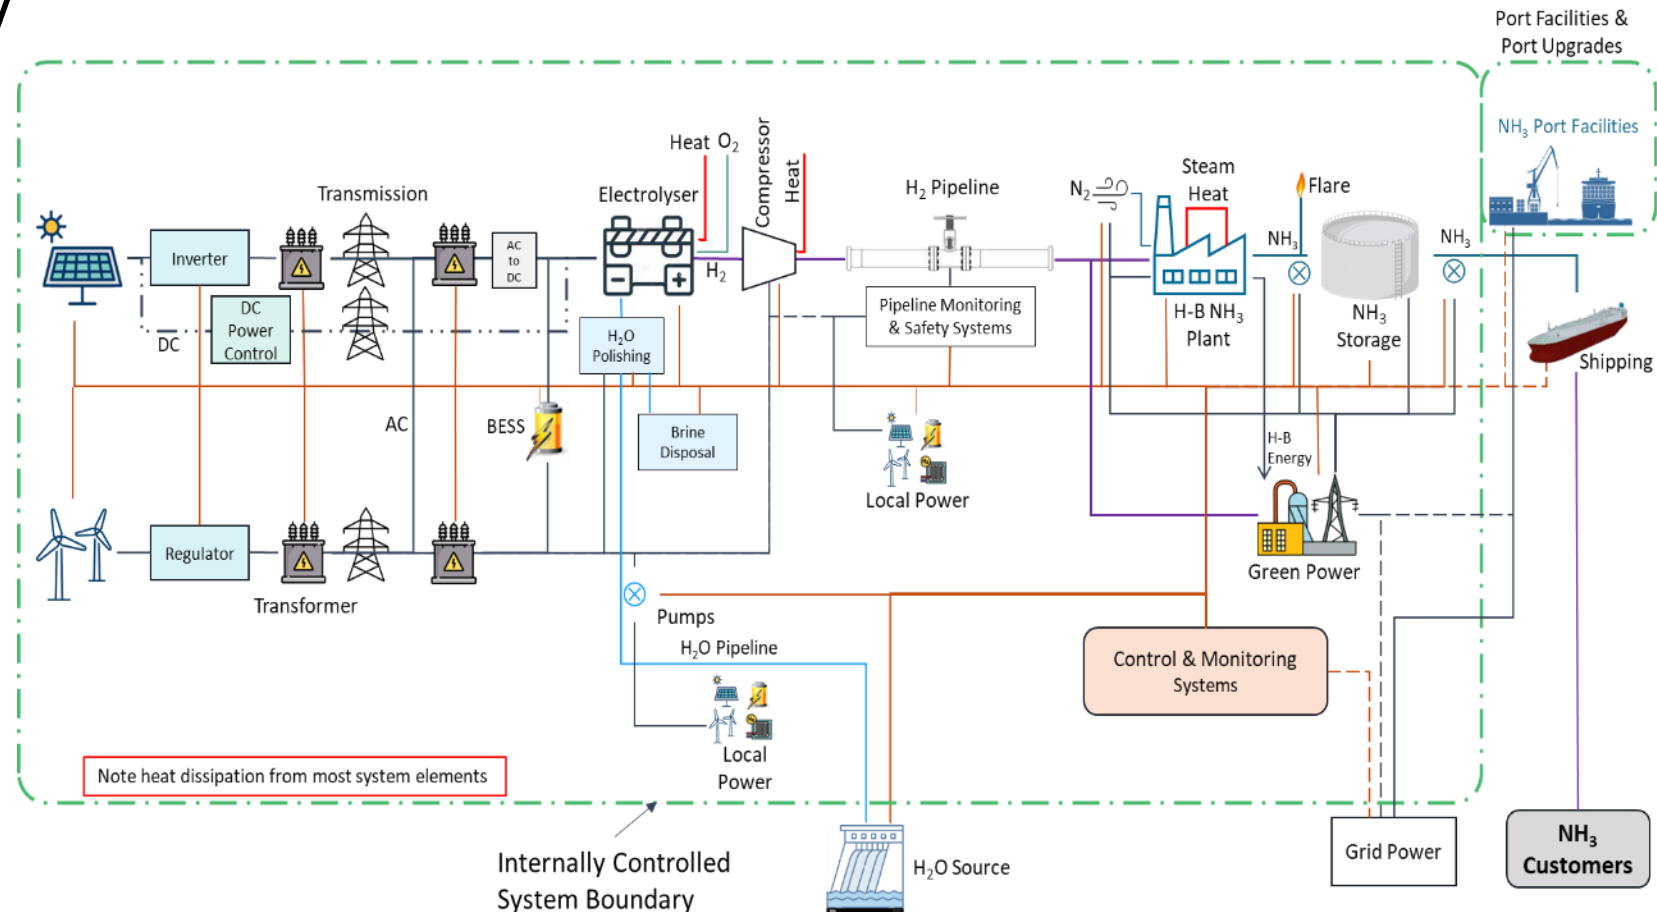 Port Facilities &
Port Upgrades
NH₃ Port Facilities
Heat O₂
Compressor
Heat
Transmission
Electrolyser
H₂ Pipeline
N₂
Steam
Heat
Flare
Inverter
AC
to
DC
H₂
NH₃
NH₃
DC
Power
Control
DC
H₂O
Polishing
Pipeline Monitoring
& Safety Systems
H-B NH₃
Plant
NH₃
Storage
Shipping
AC
BESS
Brine
Disposal
Local Power
H-B
Energy
Regulator
Transformer
Green Power
Pumps
H₂O Pipeline
Control & Monitoring
Systems
Local
Power
Note heat dissipation from most system elements
Internally Controlled
System Boundary
H₂O Source
Grid Power
NH₃
Customers